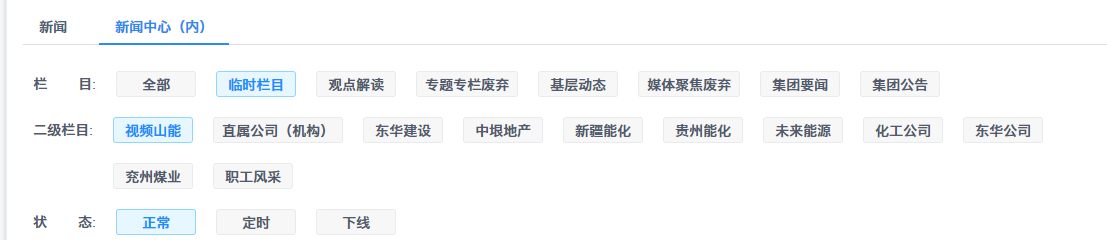 新闻 新闻中心（内）
栏 目: 全部 临时栏目 观点解读 专题专栏废弃 基层动态 媒体聚焦废弃 集团要闻 集团公告
二级栏目: 视频山能 直属公司（机构） 东华建设 中垠地产 新疆能化 贵州能化 未来能源 化工公司 东华公司
兖州煤业 职工风采
状 态: 正常 定时 下线